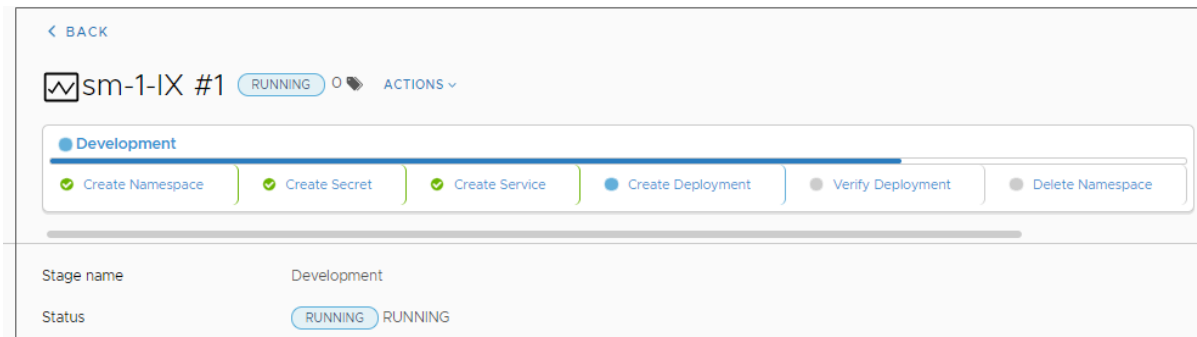 BACK
sm-1-IX #1 RUNNING 0 ACTIONS
Development
Create Namespace Create Secret Create Service Create Deployment Verify Deployment Delete Namespace
Stage name Development
Status RUNNING RUNNING